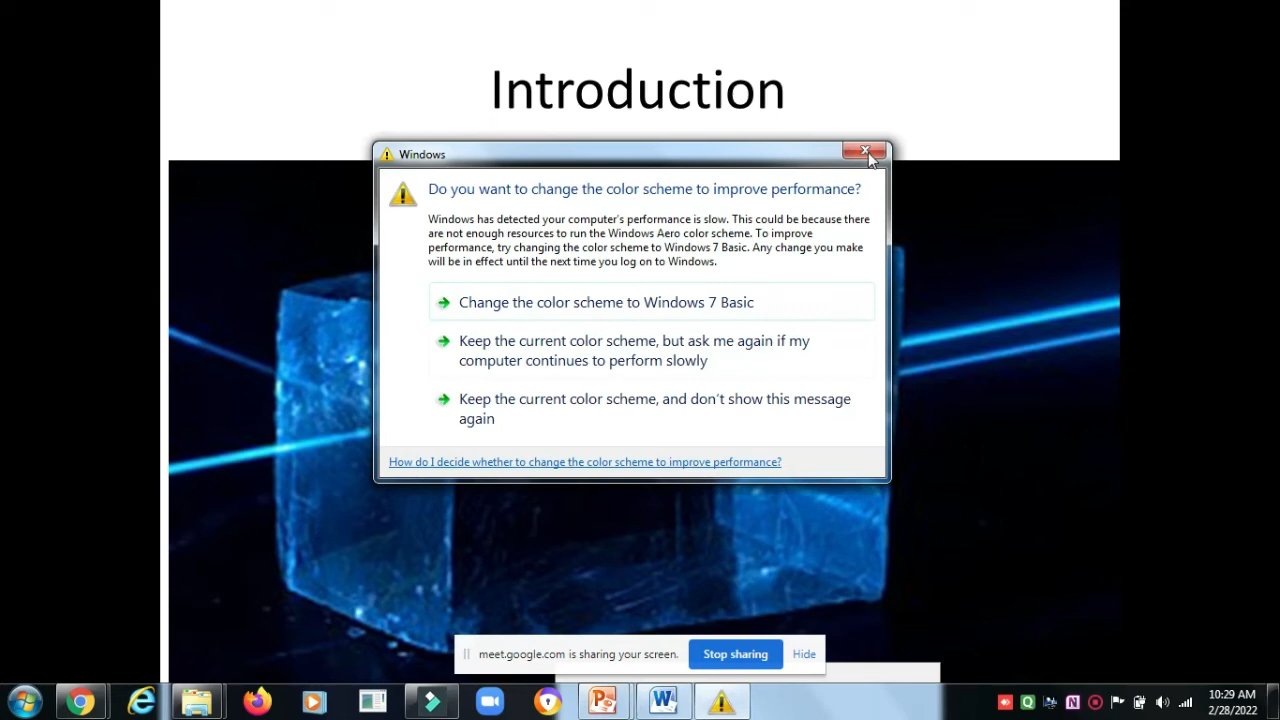 Introduction
Windows
Do you want to change the color scheme to improve performance?
Windows has detected your computer's performance is slow. This could be because there
are not enough resources to run the Windows Aero color scheme. To improve
performance, try changing the color scheme to Windows 7 Basic. Any change you make
will be in effect until the next time you log on to Windows.
Change the color scheme to Windows 7 Basic
Keep the current color scheme, but ask me again if my
computer continues to perform slowly
Keep the current color scheme, and don't show this message
again
How do I decide whether to change the color scheme to improve performance?
meet.google.com is sharing your screen.
Stop sharing
Hide
10:29 AM
2/28/2022